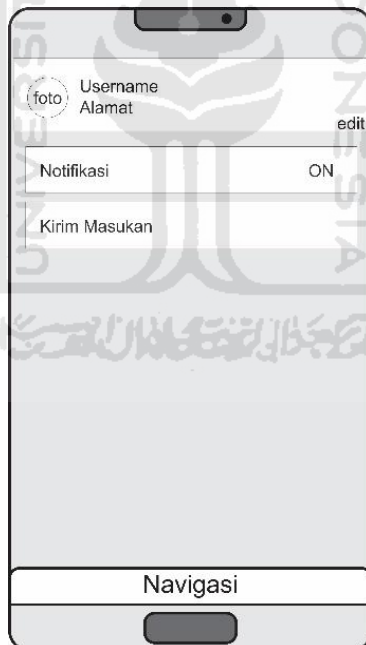 foto
Username
Alamat
edit
Notifikasi ON
Kirim Masukan
Navigasi